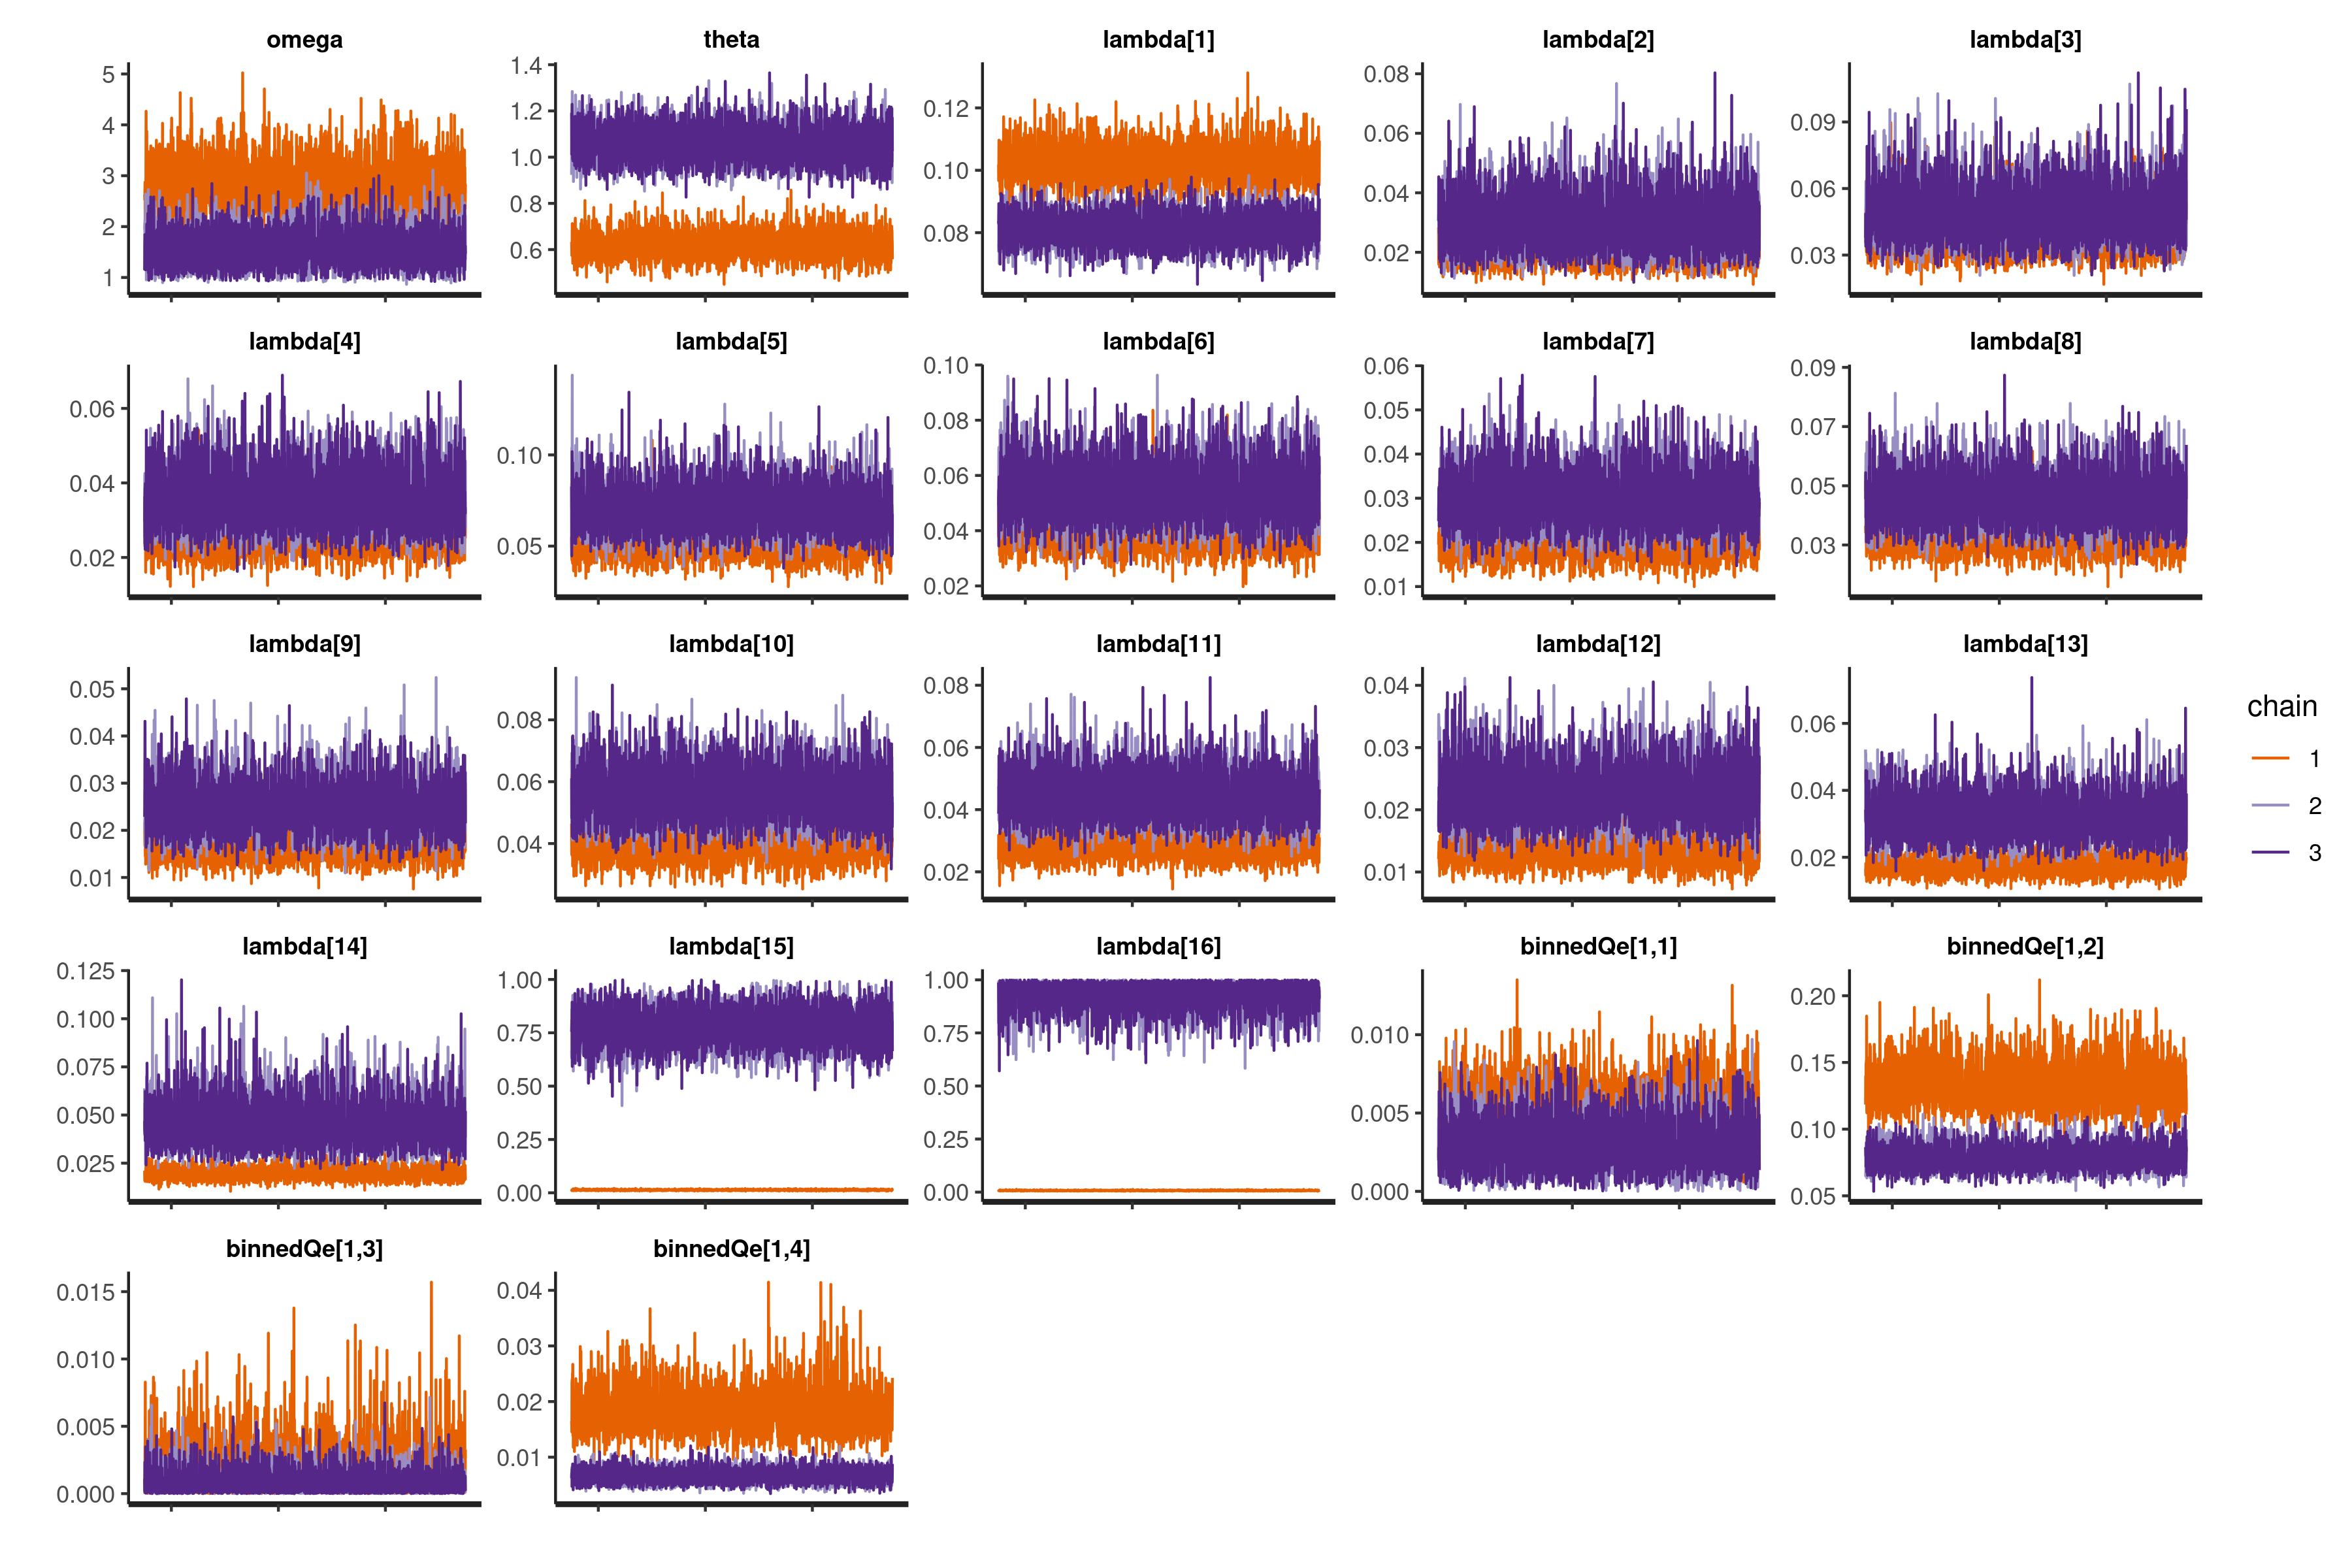 omega theta lambda[1] lambda[2] lambda[3]
5 4 3 2 1
1.4 1.2 1.0 0.8 0.6
0.12 0.10 0.08
0.08 0.06 0.04 0.02
0.09 0.06 0.03
lambda[4] lambda[5] lambda[6] lambda[7] lambda[8]
0.06 0.04 0.02
0.10 0.05
0.10 0.08 0.06 0.04 0.02
0.06 0.05 0.04 0.03 0.02 0.01
0.09 0.07 0.05 0.03
lambda[9] lambda[10] lambda[11] lambda[12] lambda[13]
0.05 0.04 0.03 0.02 0.01
0.08 0.06 0.04
0.08 0.06 0.04 0.02
0.04 0.03 0.02 0.01
0.06 0.04 0.02
chain
1
2
3
lambda[14] lambda[15] lambda[16] binnedQe[1,1] binnedQe[1,2]
0.125 0.100 0.075 0.050 0.025
1.00 0.75 0.50 0.25 0.00
1.00 0.75 0.50 0.25 0.00
0.010 0.005 0.000
0.20 0.15 0.10 0.05
binnedQe[1,3] binnedQe[1,4]
0.015 0.010 0.005 0.000
0.04 0.03 0.02 0.01